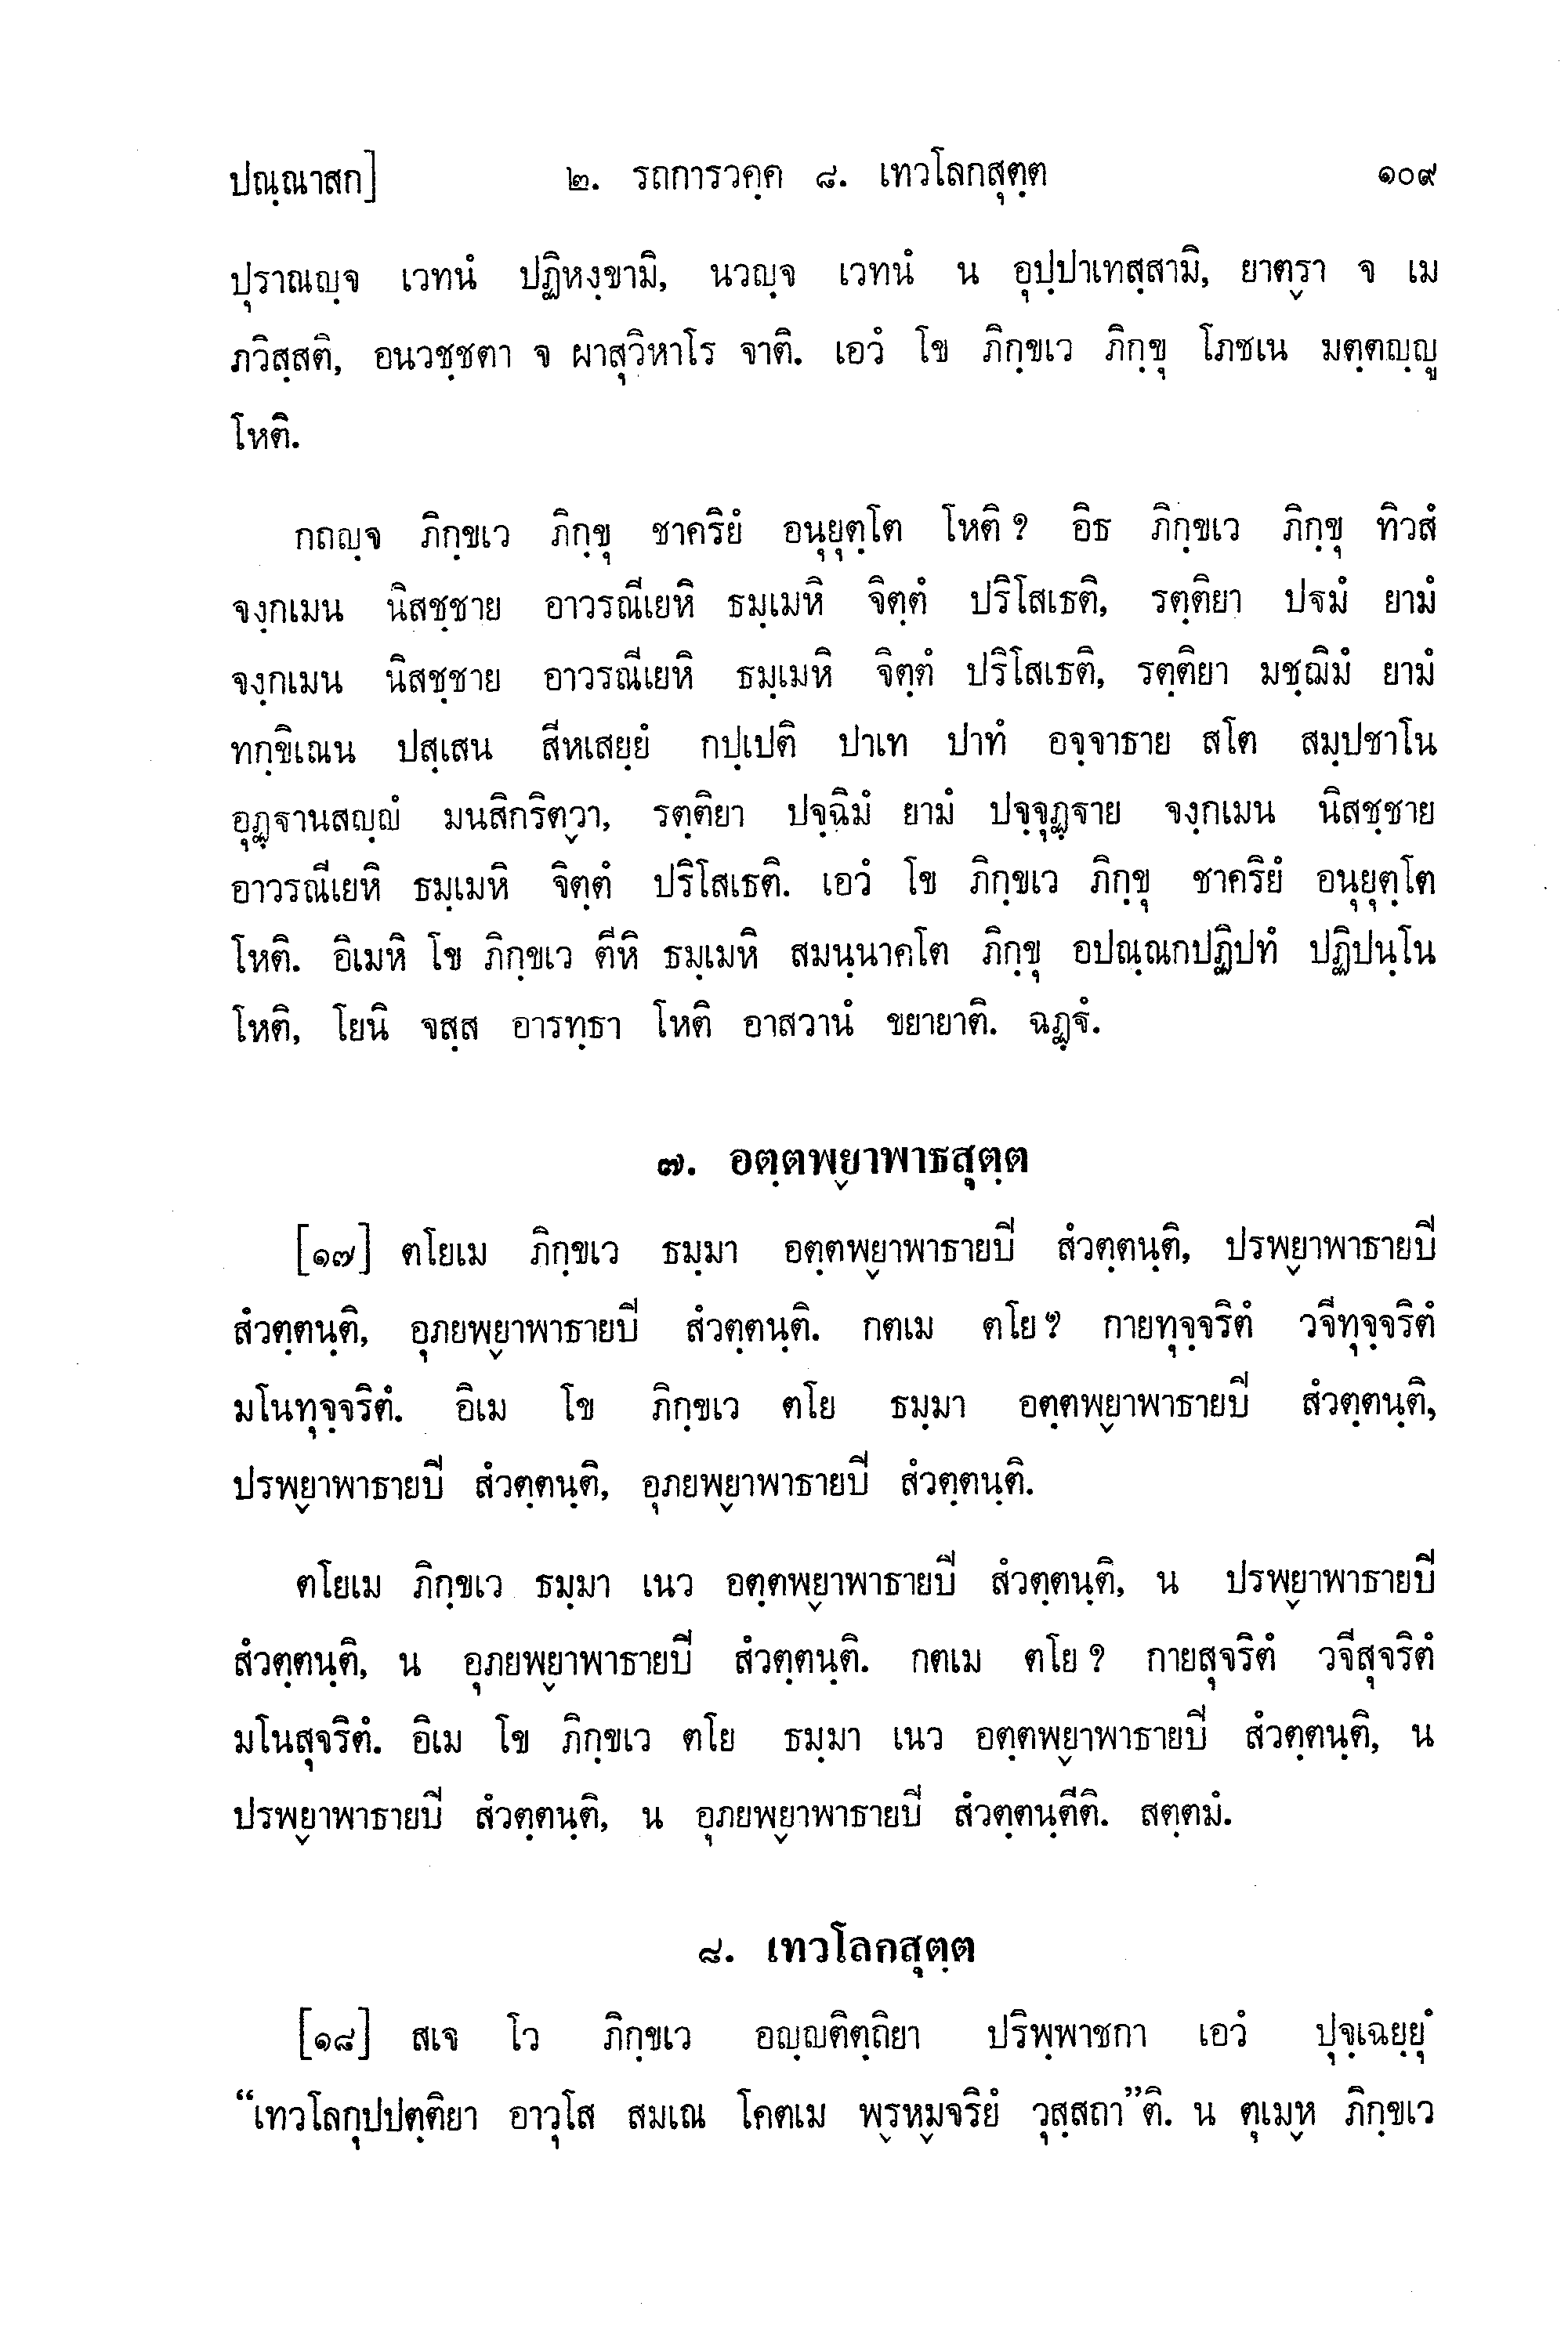 ปณฺณาสก] ๒. รถการวคฺค ๘. เทวโลกสุตฺต ๑๐๙
ปุราณญฺจ เวทนํ ปฏิหงฺขามิ, นวญฺจ เวทนํ น อุปฺปาเทสฺสามิ, ยาตฺรา จ เม
ภวิสฺสติ, อนวชฺชตา จ ผาสุวิหาโร จาติ. เอวํ โข ภิกฺขเว ภิกฺขุ โภชเน มตฺตญฺญู
โหติ.
กถญฺจ ภิกฺขเว ภิกฺขุ ชาคริยํ อนุยุตฺโต โหติ ? อิธ ภิกฺขเว ภิกฺขุ ทิวสํ
จงฺกเมน นิสชฺชาย อาวรณีเยหิ ธมฺเมหิ จิตฺตํ ปริโสเธติ, รตฺติยา ปฐมํ ยามํ
จงฺกเมน นิสชฺชาย อาวรณีเยหิ ธมฺเมหิ จิตฺตํ ปริโสเธติ, รตฺติยา มชฺฌิมํ ยามํ
ทกฺขิเณน ปสฺเสน สีหเสยฺยํ กปฺเปติ ปาเท ปาทํ อจฺจาธาย สโต สมฺปชาโน
อุฏฺฐานสญฺญํ มนสิกริตฺวา, รตฺติยา ปจฺฉิมํ ยามํ ปจฺจุฏฺฐาย จงฺกเมน นิสชฺชาย
อาวรณีเยหิ ธมฺเมหิ จิตฺตํ ปริโสเธติ. เอวํ โข ภิกฺขเว ภิกฺขุ ชาคริยํ อนุยุตฺโต
โหติ. อิเมหิ โข ภิกฺขเว ตีหิ ธมฺเมหิ สมนฺนาคโต ภิกฺขุ อปณฺณกปฏิปทํ ปฏิปนฺโน
โหติ, โยนิ จสฺส อารทฺธา โหติ อาสวานํ ขยายาติ. ฉฏฺฐํ.
๗. อตฺตพฺยาพาธสุตฺต
[๑๗] ตโยเม ภิกฺขเว ธมฺมา อตฺตพฺยาพาธายปิ สํวตฺตนฺติ, ปรพฺยาพาธายปิ
สํวตฺตนฺติ, อุภยพฺยาพาธายปิ สํวตฺตนฺติ. กตเม ตโย ? กายทุจฺจริตํ วจีทุจฺจริตํ
มโนทุจฺจริตํ. อิเม โข ภิกฺขเว ตโย ธมฺมา อตฺตพฺยาพาธายปิ สํวตฺตนฺติ,
ปรพฺยาพาธายปิ สํวตฺตนฺติ, อุภยพฺยาพาธายปิ สํวตฺตนฺติ.
ตโยเม ภิกฺขเว ธมฺมา เนว อตฺตพฺยาพาธายปิ สํวตฺตนฺติ, น ปรพฺยาพาธายปิ
สํวตฺตนฺติ, น อุภยพฺยาพาธายปิ สํวตฺตนฺติ. กตเม ตโย ? กายสุจริตํ วจีสุจริตํ
มโนสุจริตํ. อิเม โข ภิกฺขเว ตโย ธมฺมา เนว อตฺตพฺยาพาธายปิ สํวตฺตนฺติ, น
ปรพฺยาพาธายปิ สํวตฺตนฺติ, น อุภยพฺยาพาธายปิ สํวตฺตนฺตีติ. สตฺตมํ.
๘. เทวโลกสุตฺต
[๑๘] สเจ โว ภิกฺขเว อญฺญติตฺถิยา ปริพฺพาชกา เอวํ ปุจฺเฉยฺยุํ
“เทวโลกุปปตฺติยา อาวุโส สมเณ โคตเม พฺรหฺมจริยํ วุสฺสถา”ติ. น ตุเมฺห ภิกฺขเว